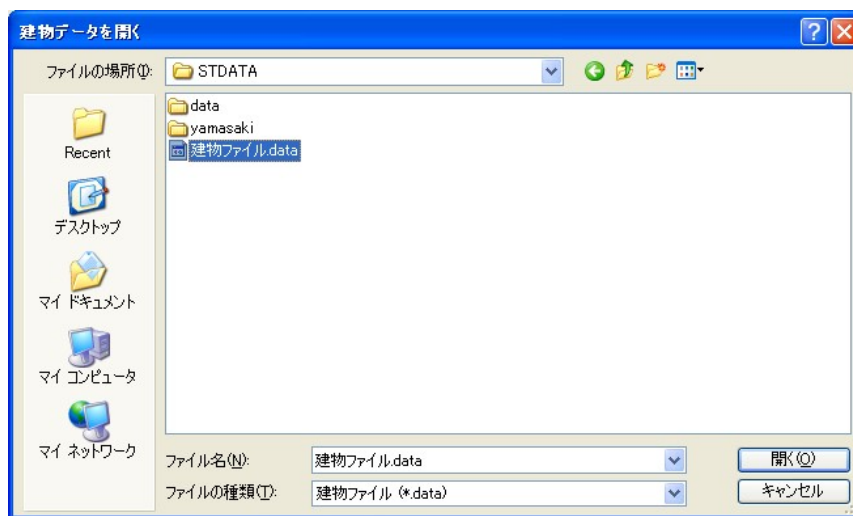 建物データを開く
ファイルの場所(I):
STDATA
data
yamasaki
建物ファイル.data
Recent
デスクトップ
マイ ドキュメント
マイ コンピュータ
マイ ネットワーク
ファイル名(N):
建物ファイル.data
開く(O)
ファイルの種類(T):
建物ファイル (*.data)
キャンセル